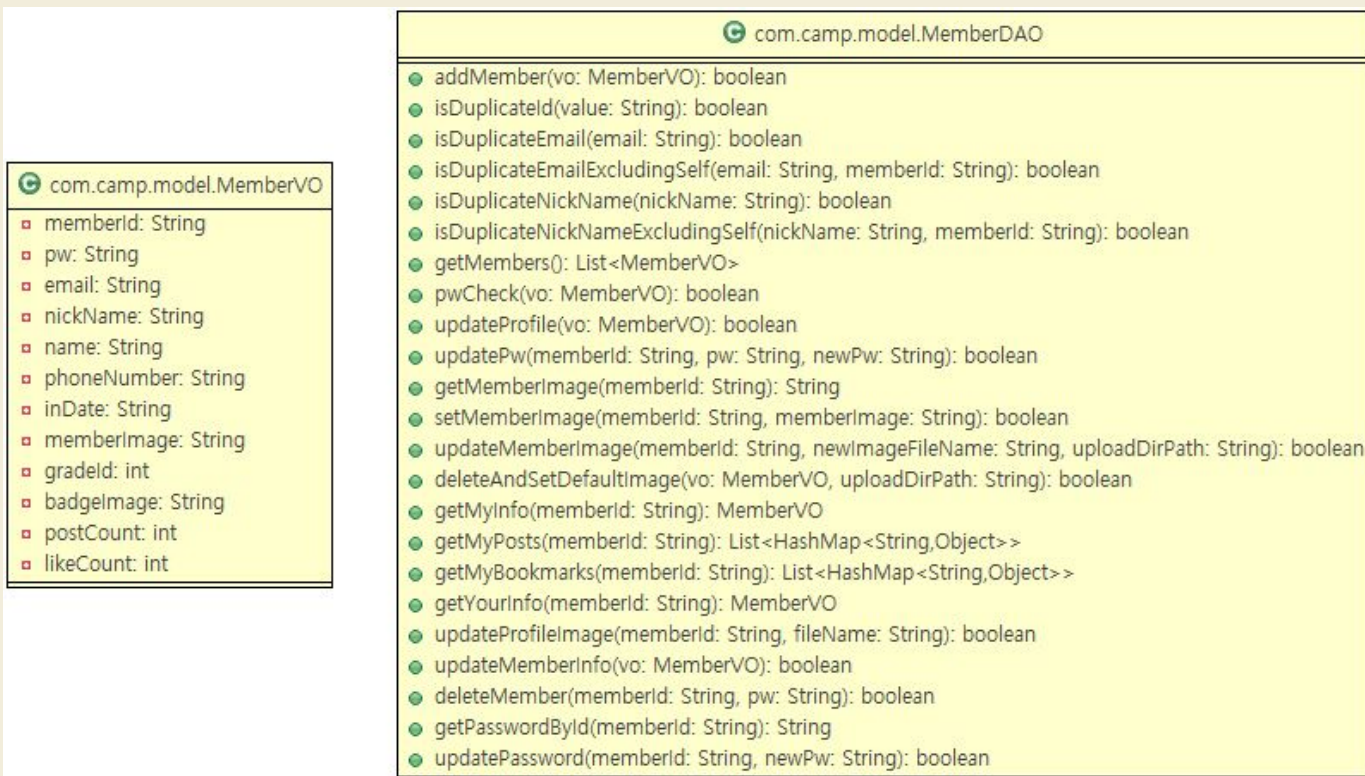 com.camp.model.MemberVO
memberId: String
pw: String
email: String
nickName: String
name: String
phoneNumber: String
inDate: String
memberImage: String
gradeId: int
badgeImage: String
postCount: int
likeCount: int
com.camp.model.MemberDAO
addMember(vo: MemberVO): boolean
isDuplicateId(value: String): boolean
isDuplicateEmail(email: String): boolean
isDuplicateEmailExcludingSelf(email: String, memberId: String): boolean
isDuplicateNickName(nickName: String): boolean
isDuplicateNickNameExcludingSelf(nickName: String, memberId: String): boolean
getMembers(): List<MemberVO>
pwCheck(vo: MemberVO): boolean
updateProfile(vo: MemberVO): boolean
updatePw(memberId: String, pw: String, newPw: String): boolean
getMemberImage(memberId: String): String
setMemberImage(memberId: String, memberImage: String): boolean
updateMemberImage(memberId: String, newImageFileName: String, uploadDirPath: String): boolean
deleteAndSetDefaultImage(vo: MemberVO, uploadDirPath: String): boolean
getMyInfo(memberId: String): MemberVO
getMyPosts(memberId: String): List<HashMap<String,Object>>
getMyBookmarks(memberId: String): List<HashMap<String,Object>>
getYourInfo(memberId: String): MemberVO
updateProfileImage(memberId: String, fileName: String): boolean
updateMemberInfo(vo: MemberVO): boolean
deleteMember(memberId: String, pw: String): boolean
getPasswordById(memberId: String): String
updatePassword(memberId: String, newPw: String): boolean